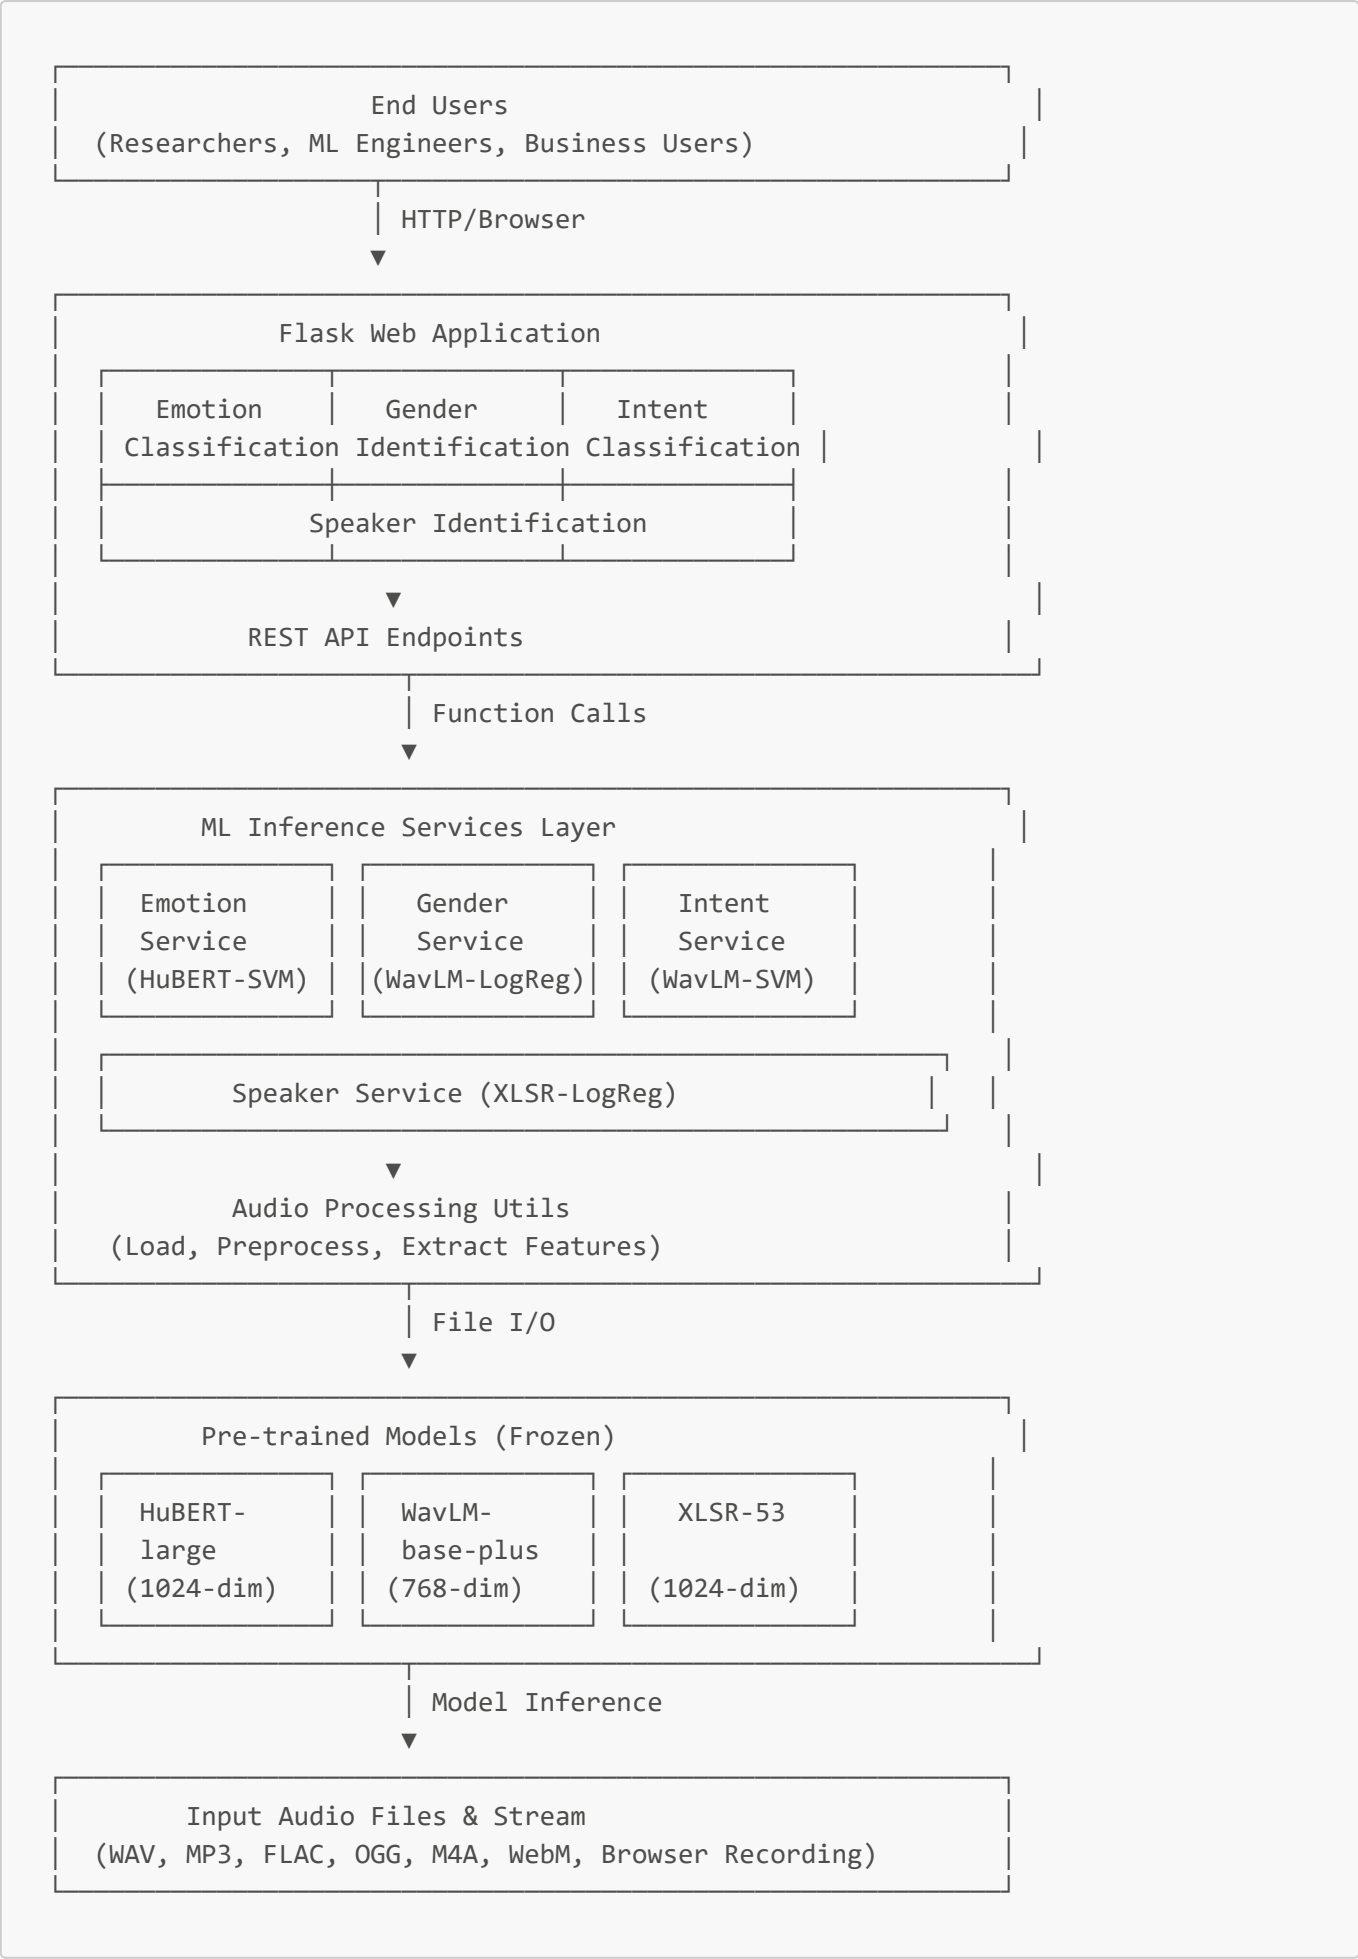 End Users
(Researchers, ML Engineers, Business Users)
HTTP/Browser
Flask Web Application
Emotion Gender Intent
Classification Identification Classification
Speaker Identification
REST API Endpoints
Function Calls
ML Inference Services Layer
Emotion Gender Intent
Service Service Service
(HuBERT-SVM) (WavLM-LogReg) (WavLM-SVM)
Speaker Service (XLSR-LogReg)
Audio Processing Utils
(Load, Preprocess, Extract Features)
File I/O
Pre-trained Models (Frozen)
HuBERT- WavLM- XLSR-53
large base-plus
(1024-dim) (768-dim) (1024-dim)
Model Inference
Input Audio Files & Stream
(WAV, MP3, FLAC, OGG, M4A, WebM, Browser Recording)